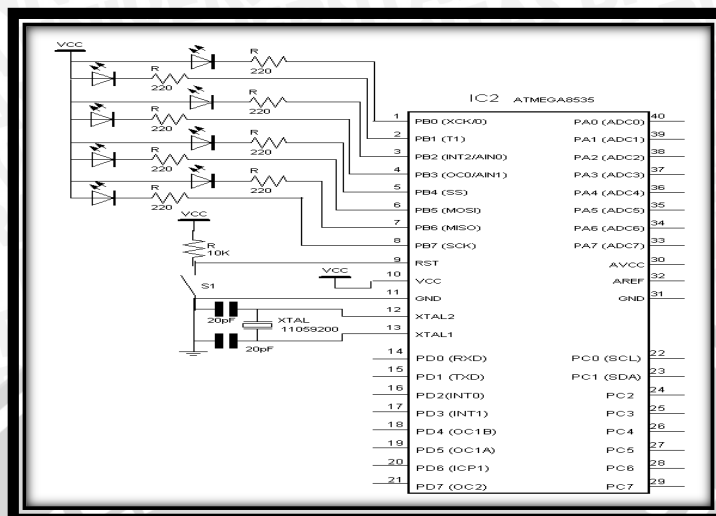 VCC
R
220
R
220
R
220
R
220
R
220
R
220
R
220
R
220
VCC
R
10K
S1
VCC
20pF
XTAL
11059200
20pF
IC2 ATMEGA8535
1 PB0 (XCK/0) PA0 (ADC0) 40
2 PB1 (T1) PA1 (ADC1) 39
3 PB2 (INT2/AIN0) PA2 (ADC2) 38
4 PB3 (OC0/AIN1) PA3 (ADC3) 37
5 PB4 (SS) PA4 (ADC4) 36
6 PB5 (MOSI) PA5 (ADC5) 35
7 PB6 (MISO) PA6 (ADC6) 34
8 PB7 (SCK) PA7 (ADC7) 33
9 RST AVCC 30
10 VCC AREF 32
11 GND GND 31
12 XTAL2
13 XTAL1
14 PD0 (RXD) PC0 (SCL) 22
15 PD1 (TXD) PC1 (SDA) 23
16 PD2(INT0) PC2 24
17 PD3 (INT1) PC3 25
18 PD4 (OC1B) PC4 26
19 PD5 (OC1A) PC5 27
20 PD6 (ICP1) PC6 28
21 PD7 (OC2) PC7 29